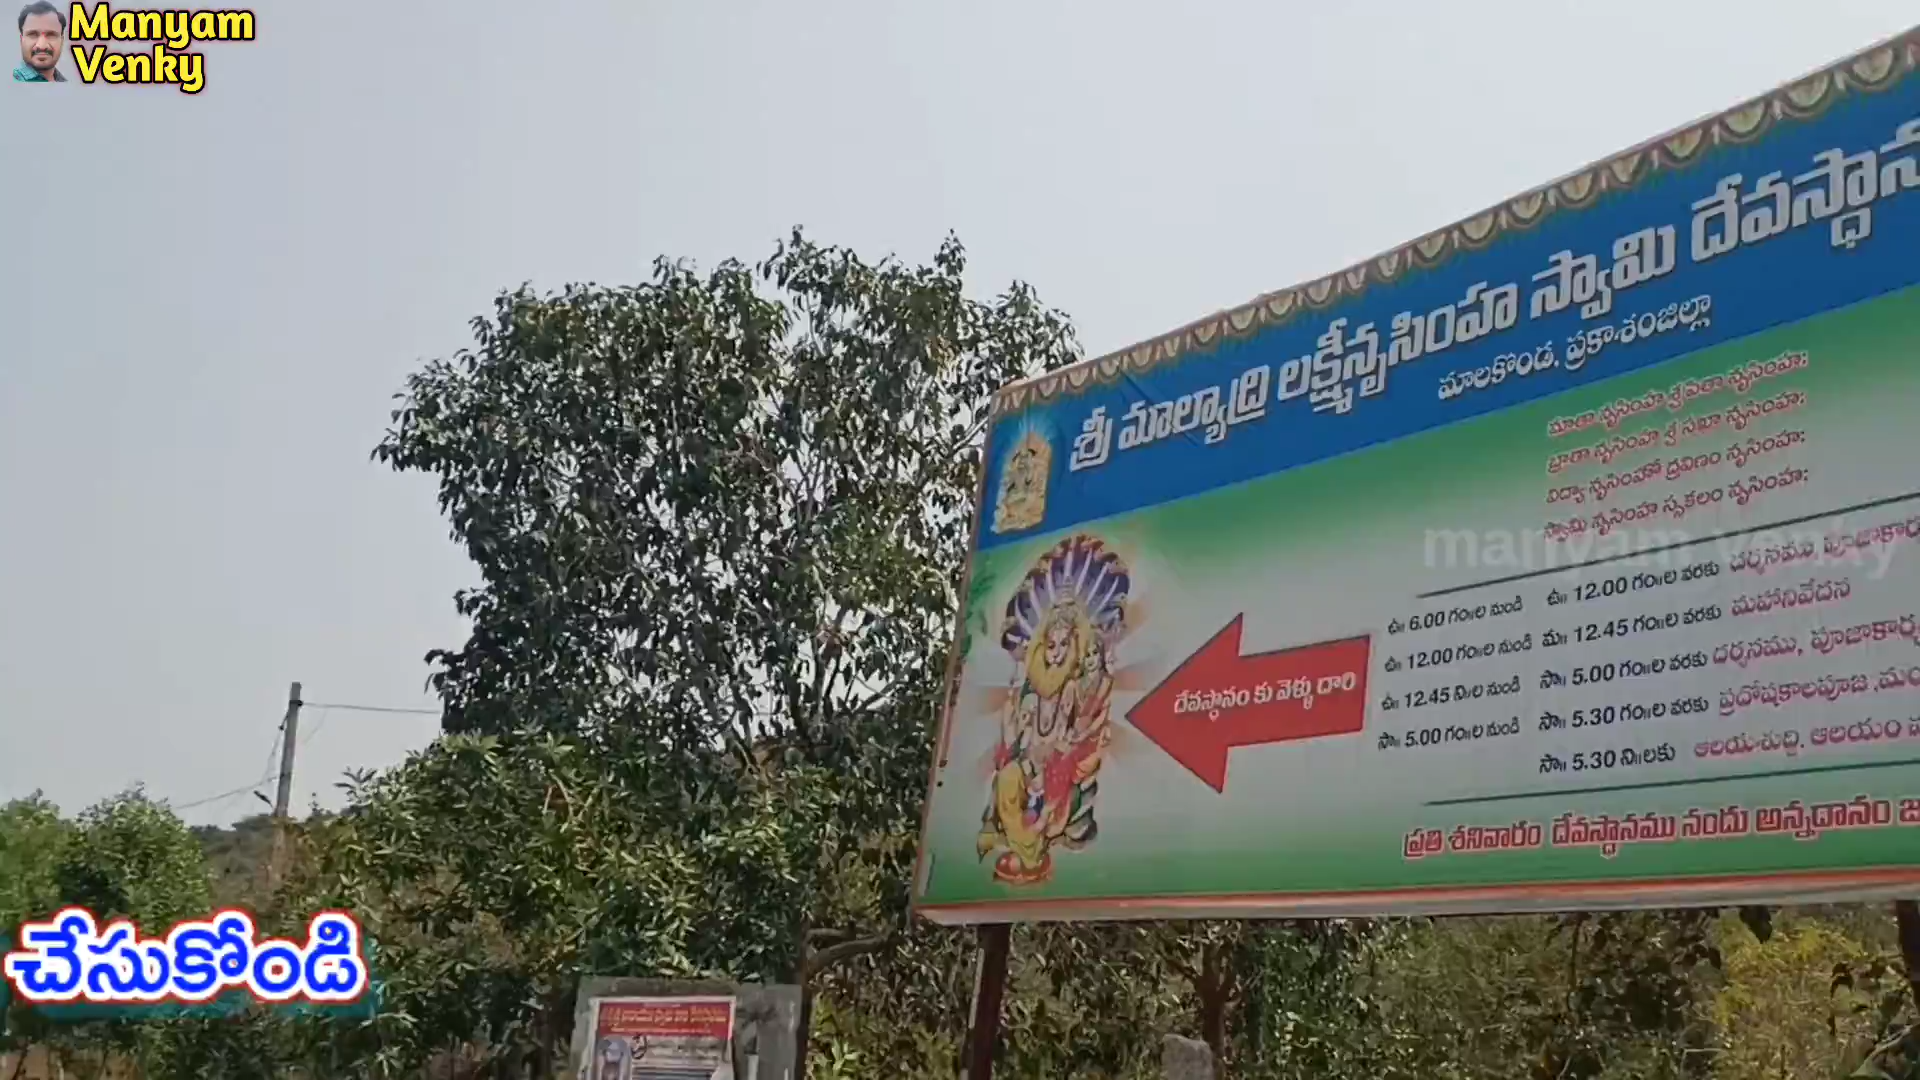 Manyam
Venky
శ్రీ మాల్యాద్రి లక్ష్మీనృసింహ స్వామి దేవస్థాన
మాలకొండ, ప్రకాశంజిల్లా
మాతా నృసింహ శ్చ పితా నృసింహ:
భ్రాతా నృసింహ శ్చ సఖా నృసింహ:
విద్యా నృసింహో ద్రవిణం నృసింహ:
స్వామి నృసింహ స్సకలం నృసింహ:
manyam venky
ఉ॥ 6.00 గం॥ల నుండి ఉ॥ 12.00 గం॥ల వరకు దర్శనము, పూజాకార్య
ఉ॥ 12.00 గం॥ల నుండి మ॥ 12.45 గం॥ల వరకు మహానివేదన
ఉ॥ 12.45 ని॥ల నుండి సా॥ 5.00 గం॥ల వరకు దర్శనము, పూజాకార్య
సా॥ 5.00 గం॥ల నుండి సా॥ 5.30 గం॥ల వరకు ప్రదోషకాలపూజ ,మం
సా॥ 5.30 ని॥లకు ఆలయశుద్ది, ఆలయం
దేవస్థానం కు వెళ్ళు దారి
ప్రతి శనివారం దేవస్థానము నందు అన్నదానం
చేసుకోండి